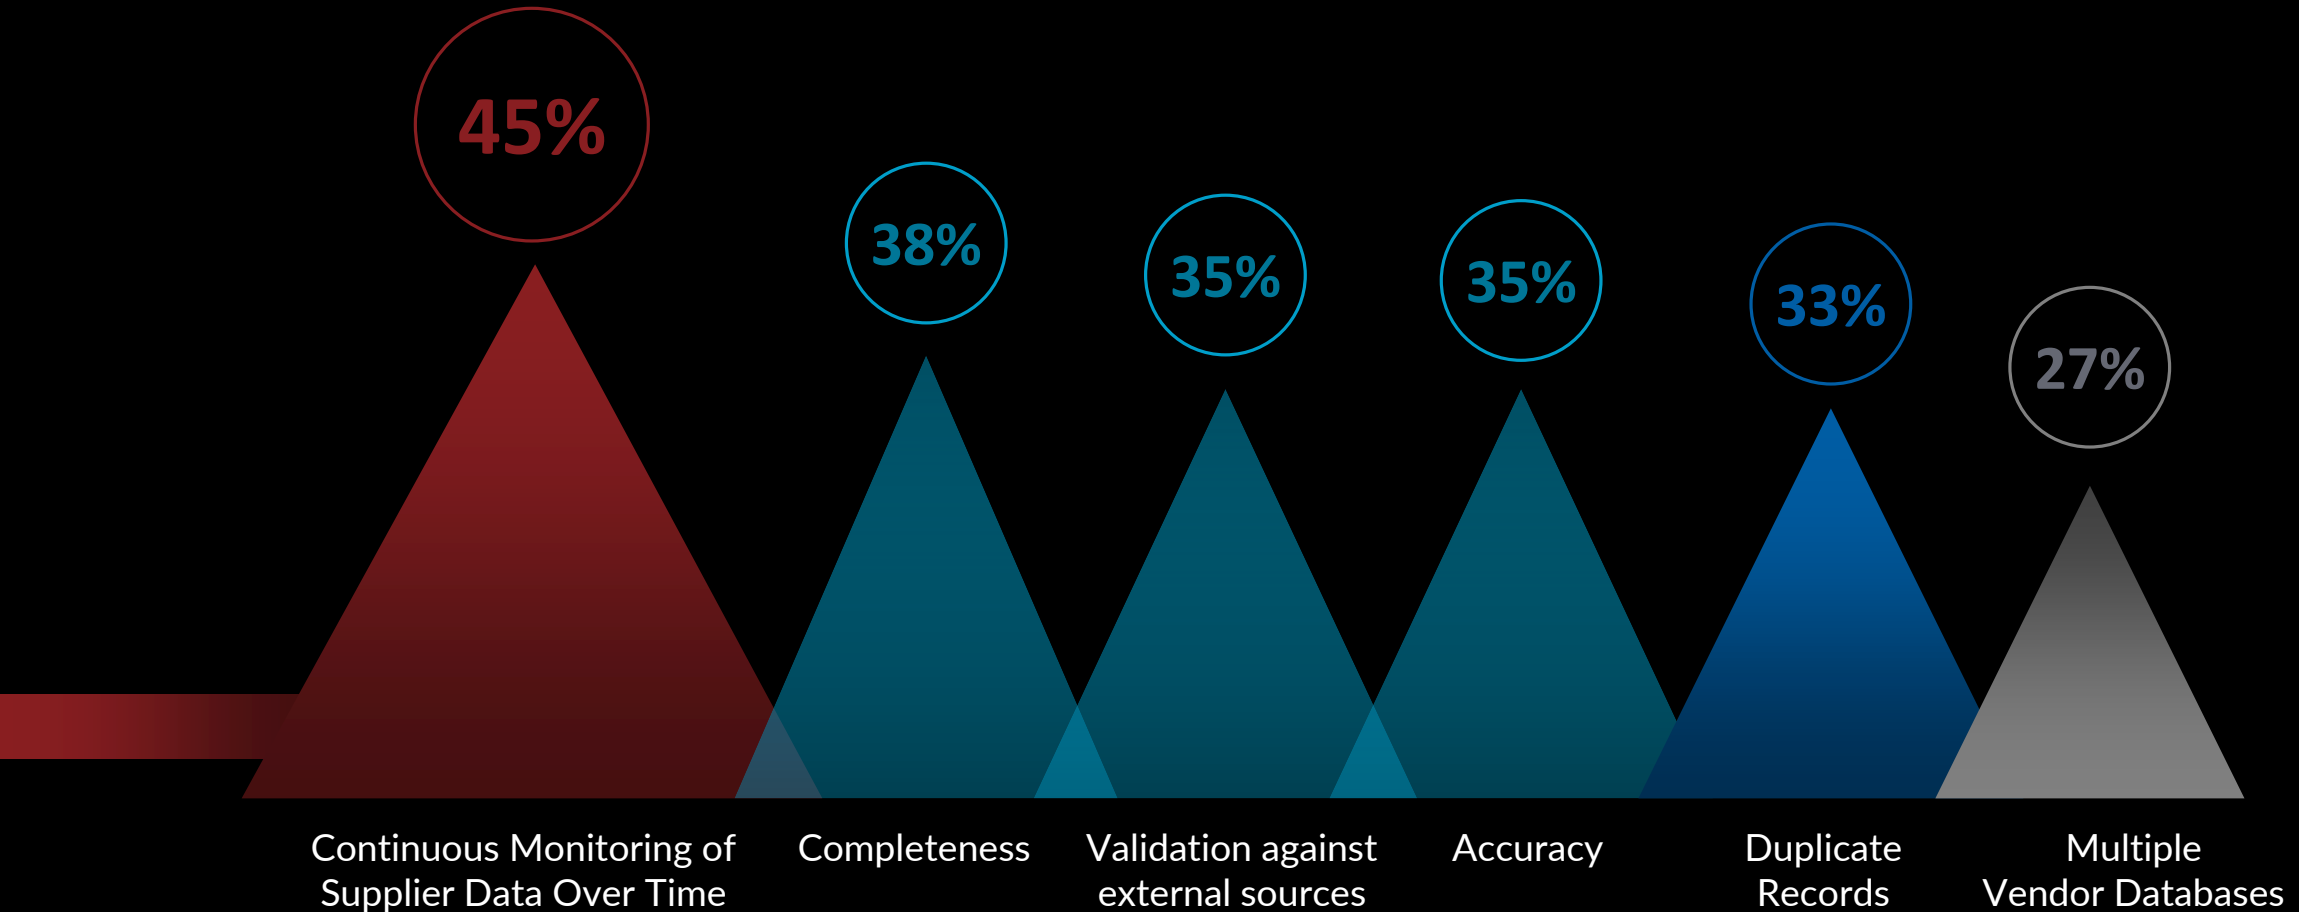 45%
38%
35%
35%
33%
27%
Continuous Monitoring of
Supplier Data Over Time
Completeness
Validation against
external sources
Accuracy
Duplicate
Records
Multiple
Vendor Databases